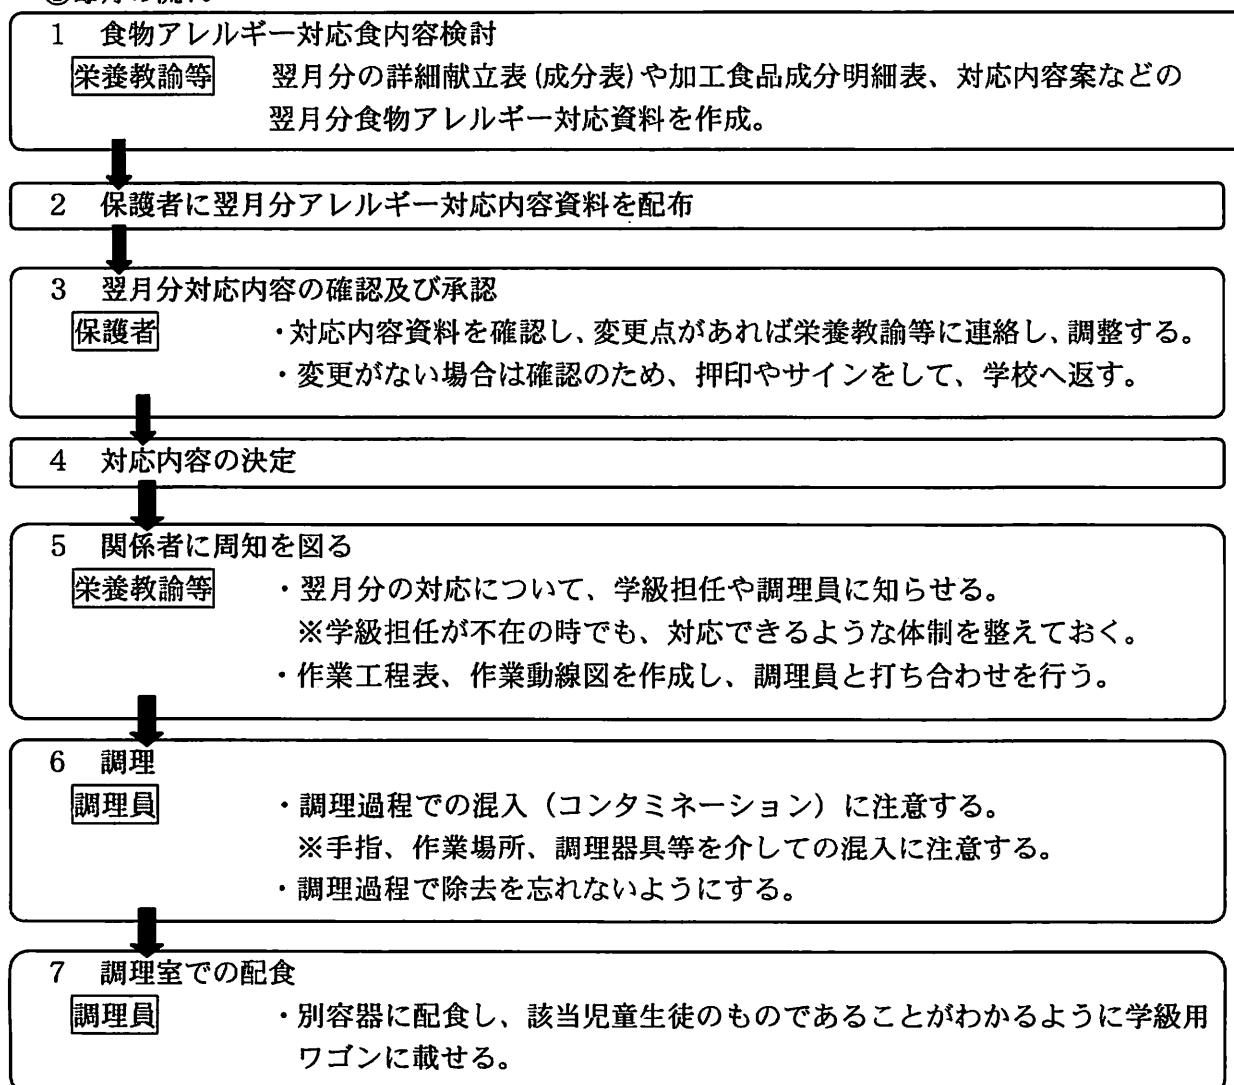 1 食物アレルギー対応食内容検討
栄養教諭等 翌月分の詳細献立表(成分表)や加工食品成分明細表、対応内容案などの
翌月分食物アレルギー対応資料を作成。
2 保護者に翌月分アレルギー対応内容資料を配布
3 翌月分対応内容の確認及び承認
保護者 ・対応内容資料を確認し、変更点があれば栄養教諭等に連絡し、調整する。
・変更がない場合は確認のため、押印やサインをして、学校へ返す。
4 対応内容の決定
5 関係者に周知を図る
栄養教諭等 ・翌月分の対応について、学級担任や調理員に知らせる。
※学級担任が不在の時でも、対応できるような体制を整えておく。
・作業工程表、作業動線図を作成し、調理員と打ち合わせを行う。
6 調理
調理員 ・調理過程での混入（コンタミネーション）に注意する。
※手指、作業場所、調理器具等を介しての混入に注意する。
・調理過程で除去を忘れないようにする。
7 調理室での配食
調理員 ・別容器に配食し、該当児童生徒のものであることがわかるように学級用
ワゴンに載せる。